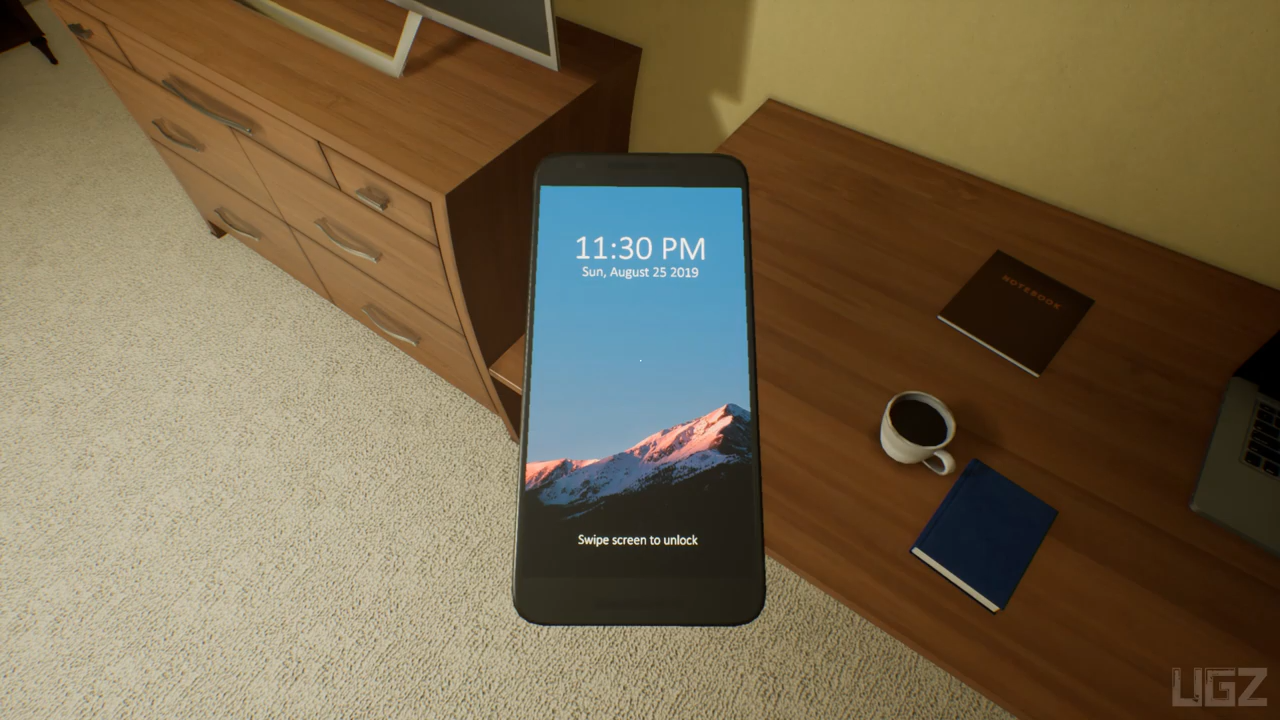 11:30 PM
Sun, August 25 2019
Swipe screen to unlock
NOTEBOOK
UGZ